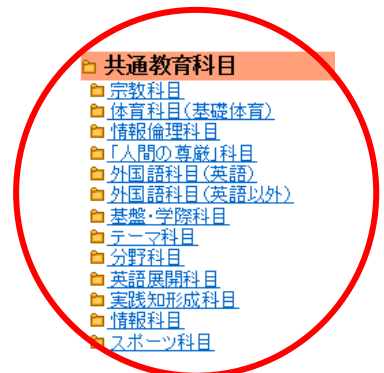 共通教育科目
宗教科目
体育科目(基礎体育)
情報倫理科目
「人間の尊厳」科目
外国語科目(英語)
外国語科目(英語以外)
基盤・学際科目
テーマ科目
分野科目
英語展開科目
実践知形成科目
情報科目
スポーツ科目